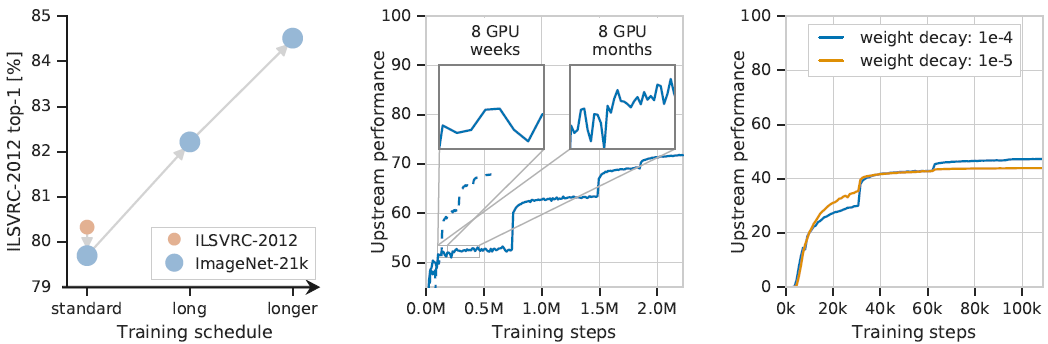 ILSVRC-2012 top-1 [%]
85
84
83
82
81
80
79
standard
long
longer
Training schedule
ILSVRC-2012
ImageNet-21k
Upstream performance
100
90
80
70
60
50
8 GPU
weeks
8 GPU
months
0.0M
0.5M
1.0M
1.5M
2.0M
Training steps
Upstream performance
100
80
60
40
20
0
weight decay: 1e-4
weight decay: 1e-5
0k
20k
40k
60k
80k
100k
Training steps